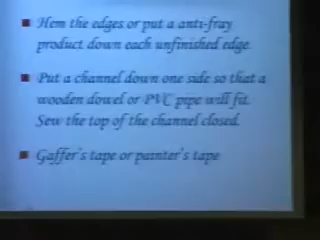 Hem the edges or put a anti-fray
product down each unfinished edge.
Put a channel down one side so that a
wooden dowel or PVC pipe will fit.
Sew the top of the channel closed.
Gaffer's tape or painter's tape